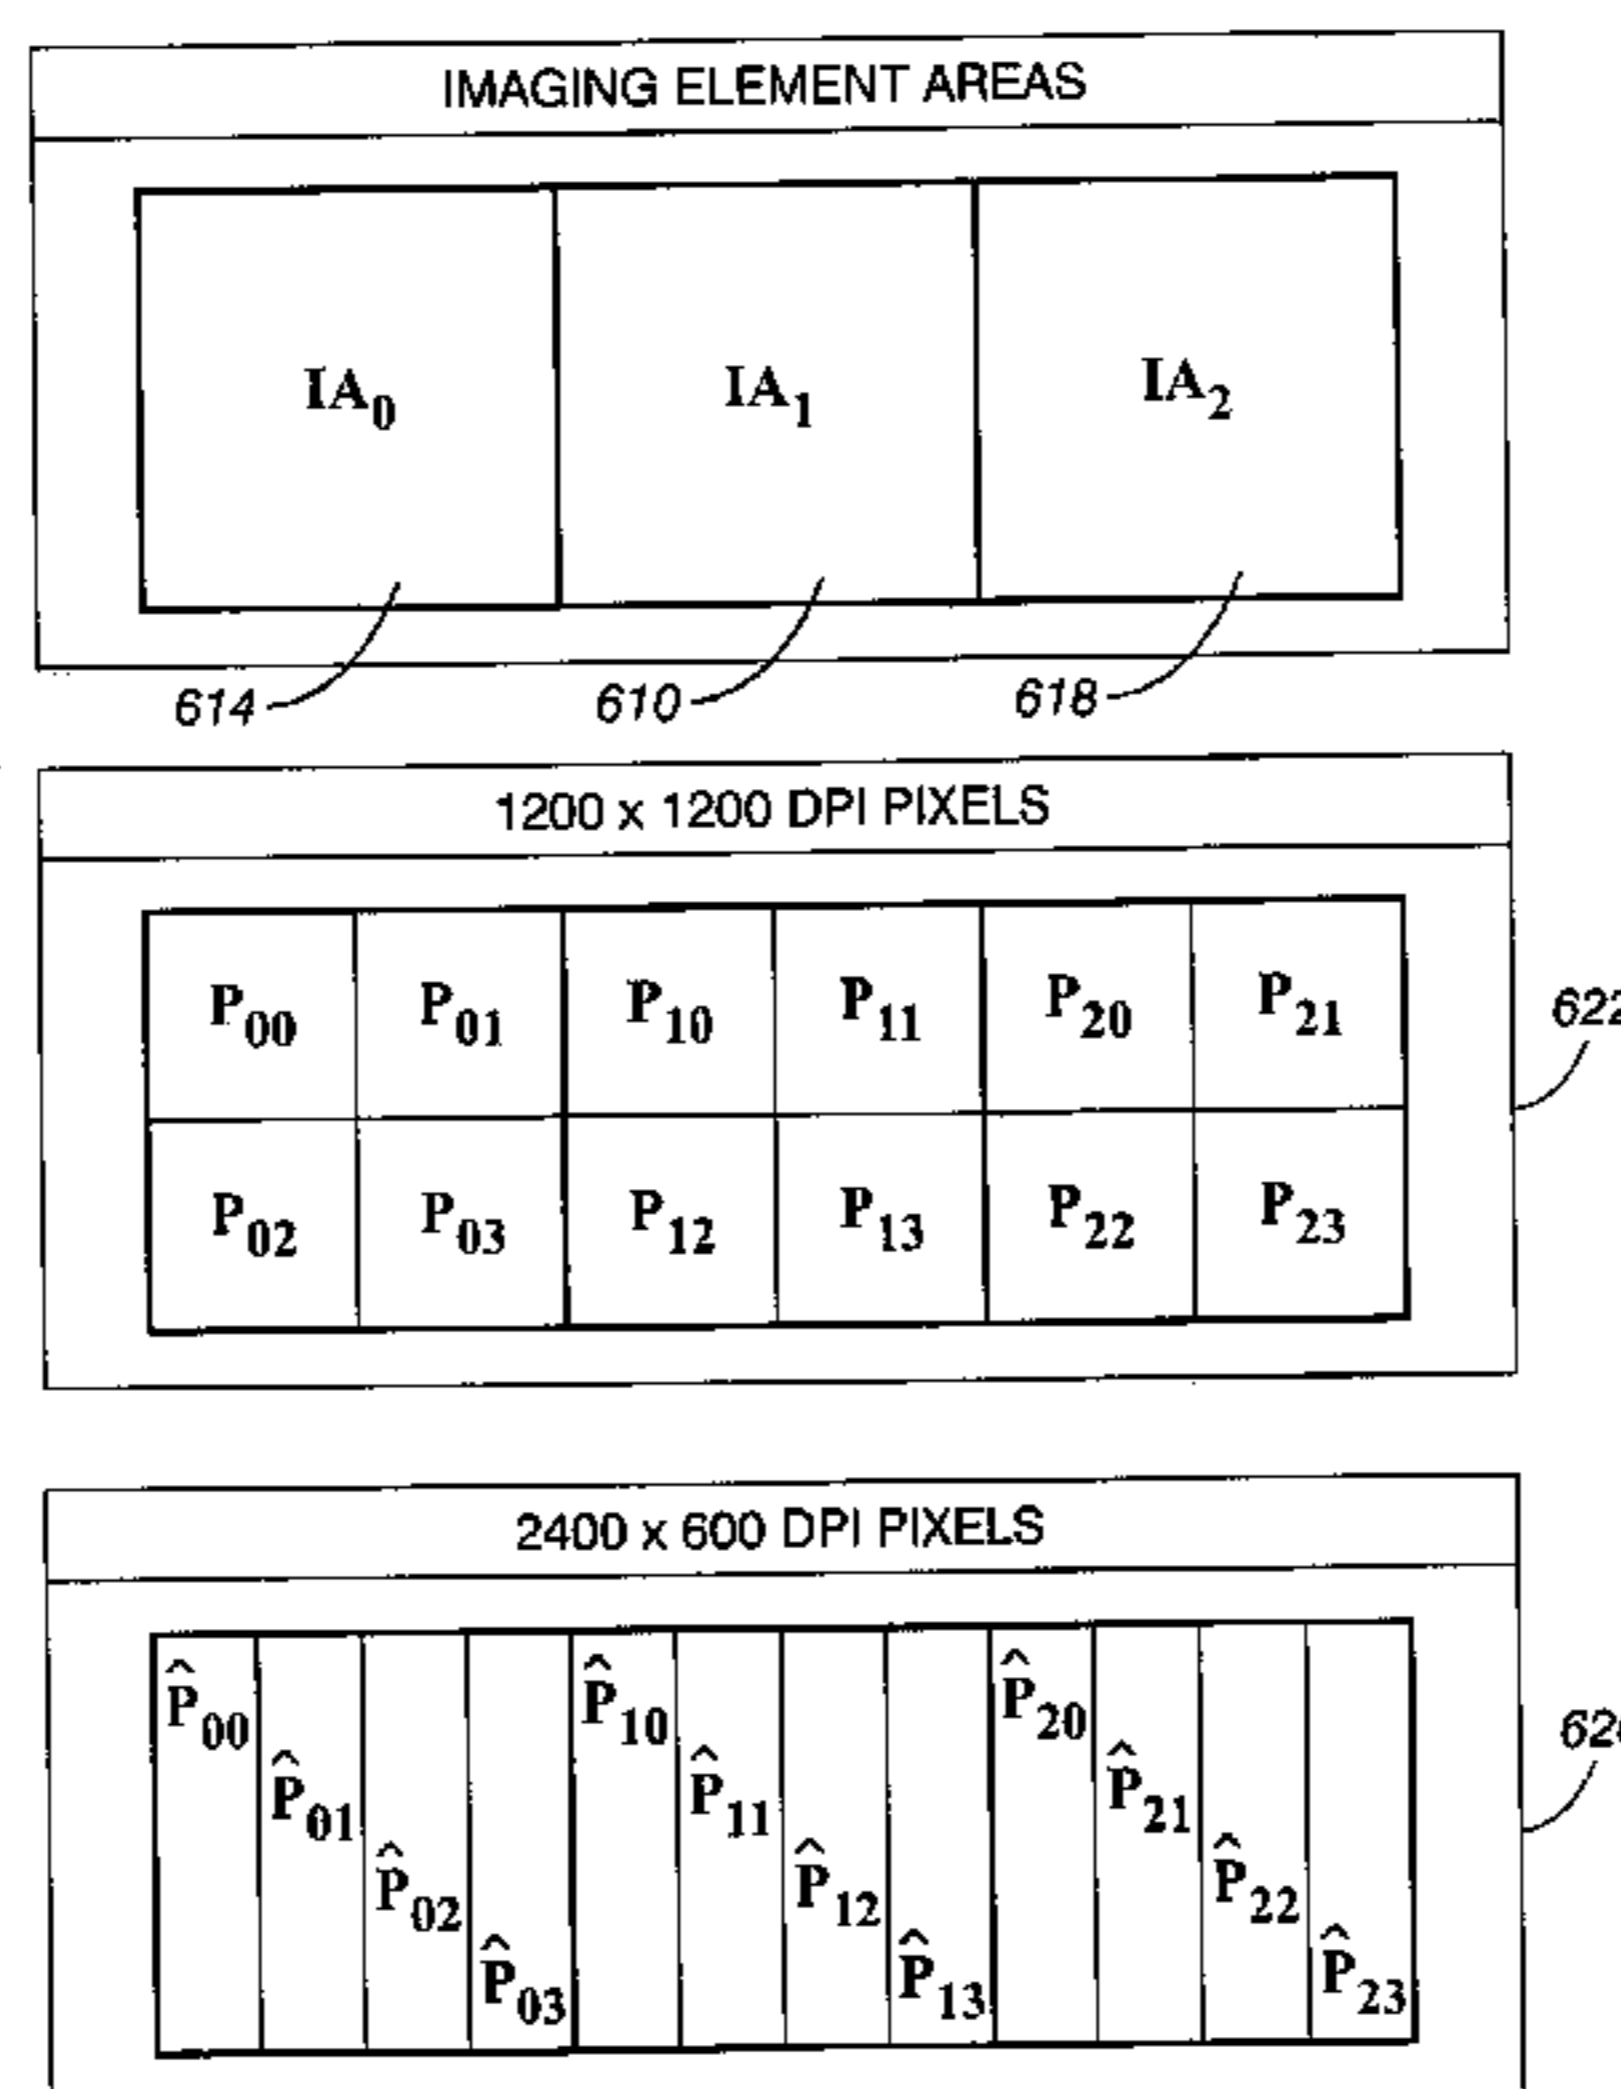 IMAGING ELEMENT AREAS
IA₀ IA₁ IA₂
614 610 618
1200 x 1200 DPI PIXELS
P₀₀ P₀₁ P₁₀ P₁₁ P₂₀ P₂₁
622
P₀₂ P₀₃ P₁₂ P₁₃ P₂₂ P₂₃
2400 x 600 DPI PIXELS
P̂₀₀ P̂₁₀ P̂₂₀
P̂₀₁ P̂₁₁ P̂₂₁
P̂₀₂ P̂₁₂ P̂₂₂
P̂₀₃ P̂₁₃ P̂₂₃